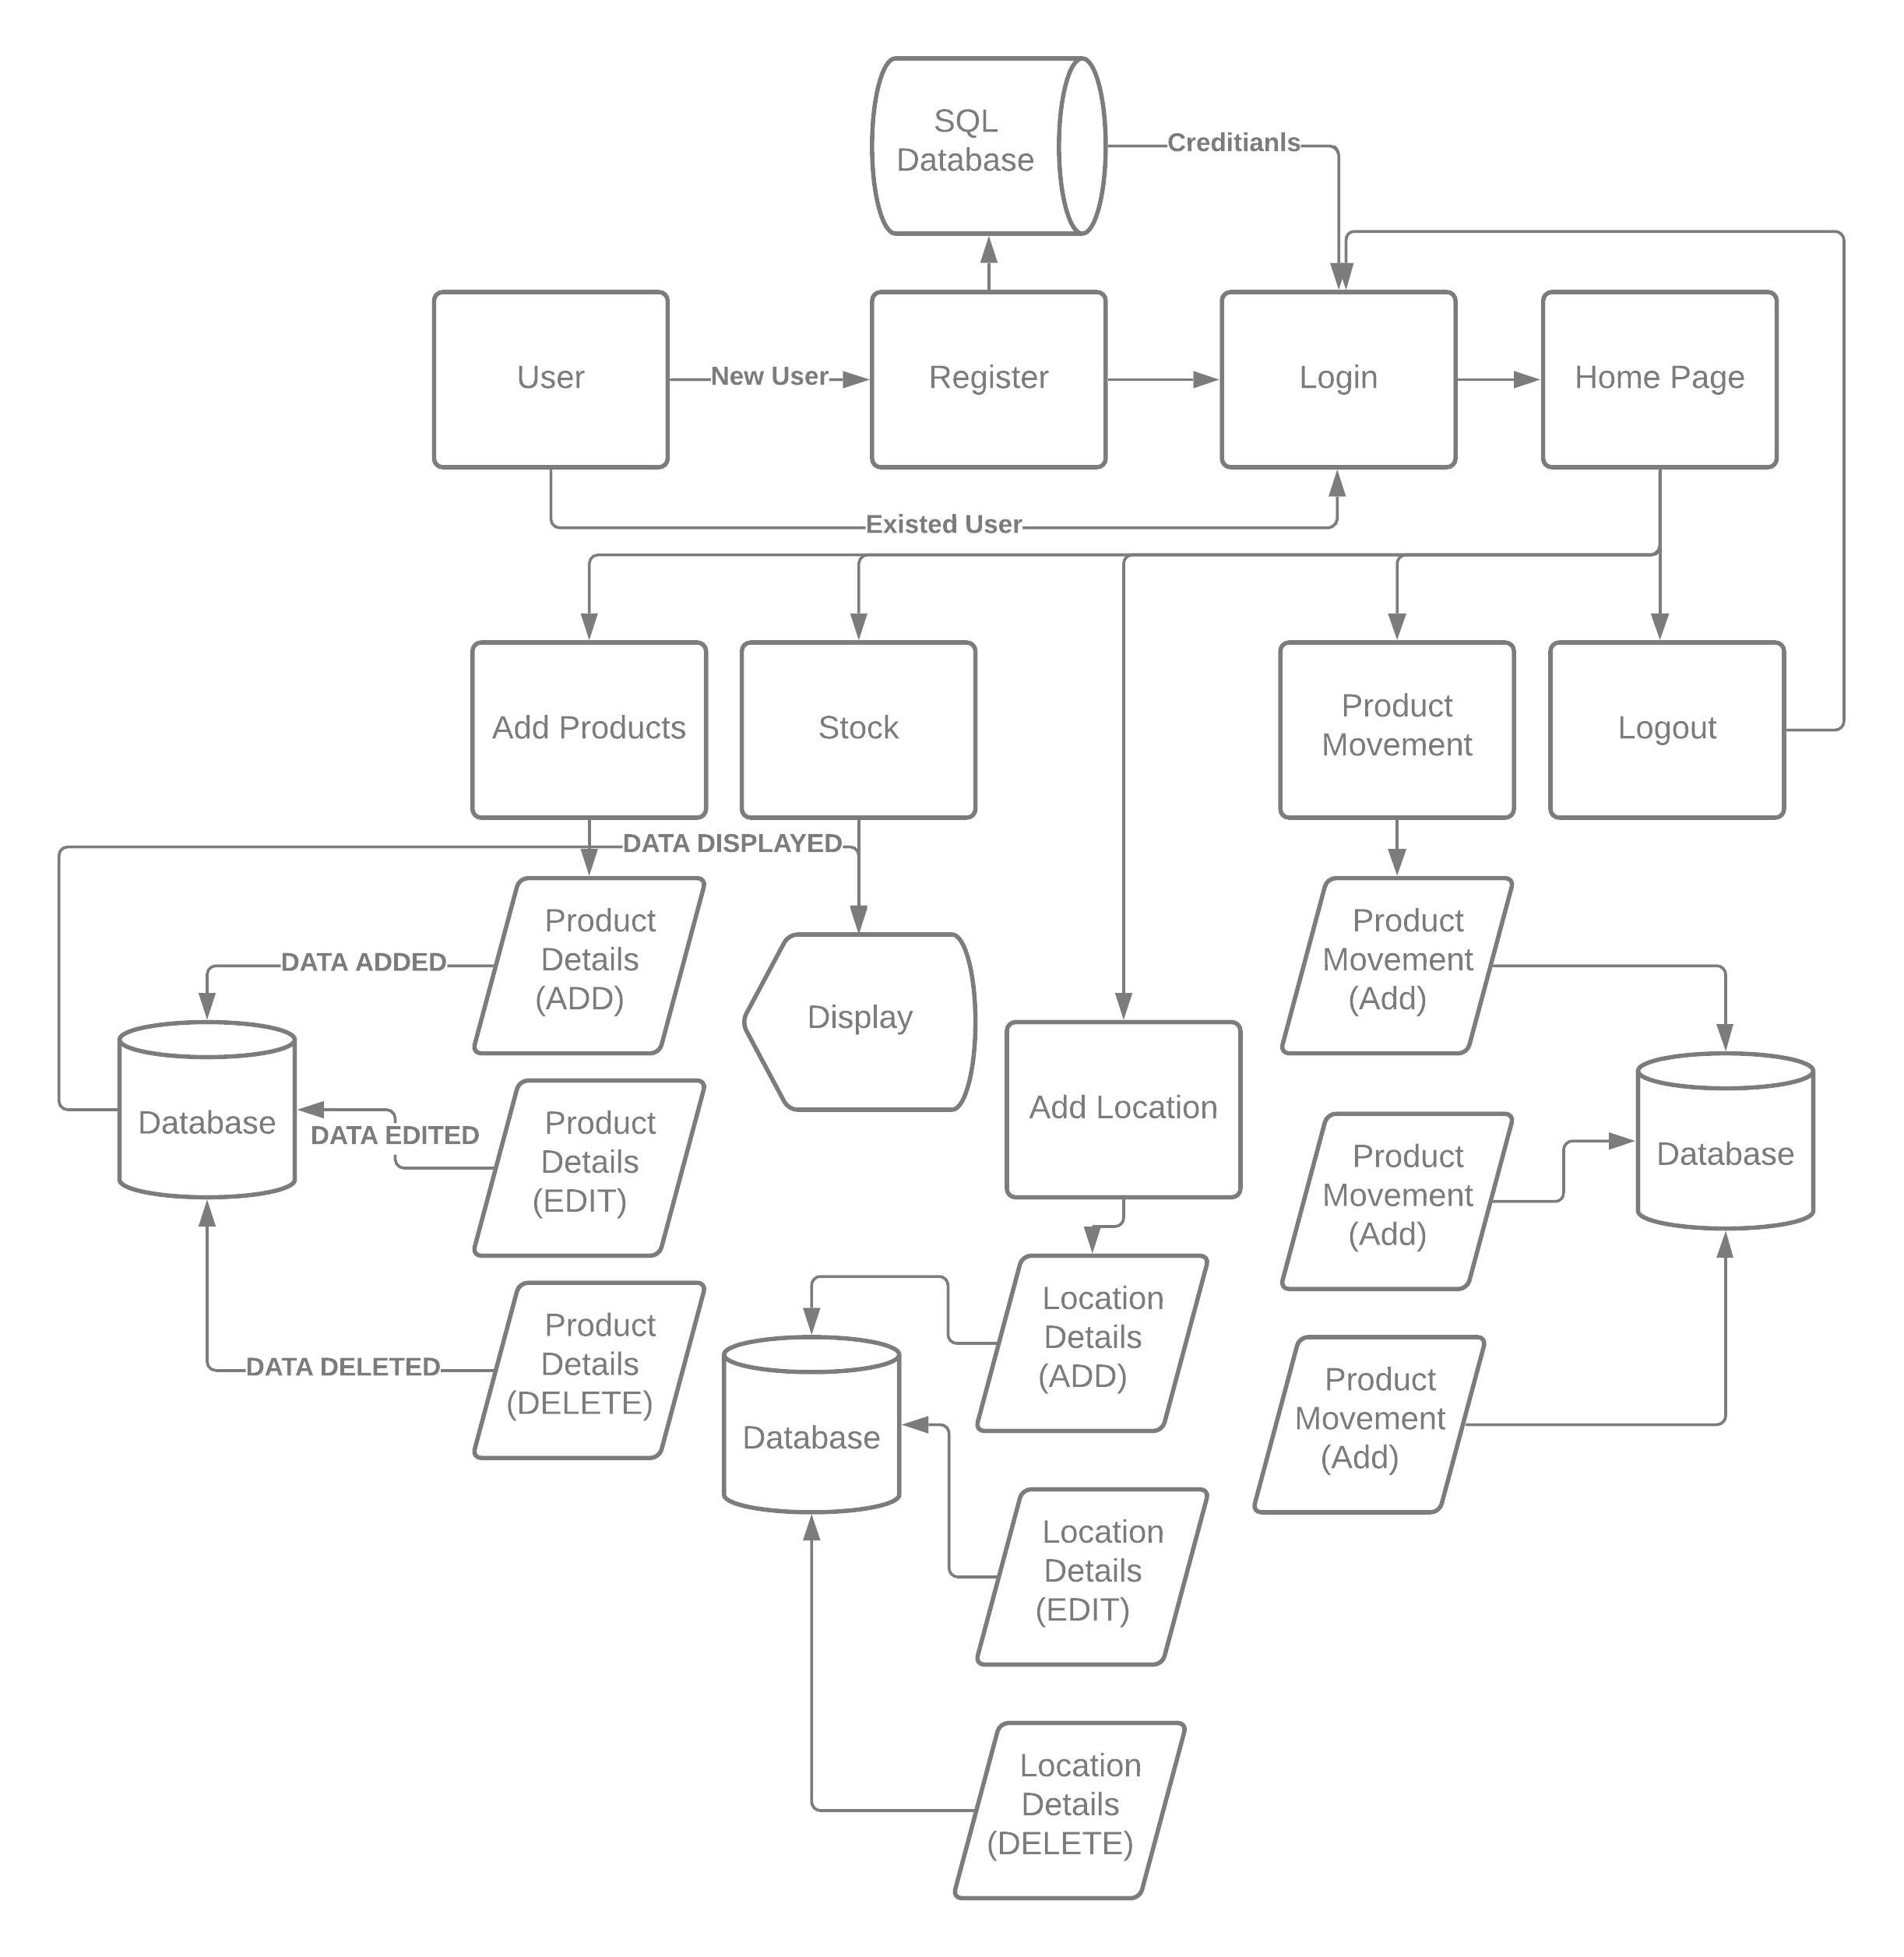 SQL
Database
Creditianls
User
New User
Register
Login
Home Page
Existed User
Add Products
Stock
Product
Movement
Logout
DATA DISPLAYED
Product
Details
(ADD)
DATA ADDED
Display
Product
Movement
(Add)
Database
DATA EDITED
Product
Details
(EDIT)
Add Location
Product
Movement
(Add)
Database
DATA DELETED
Product
Details
(DELETE)
Location
Details
(ADD)
Database
Product
Movement
(Add)
Location
Details
(EDIT)
Location
Details
(DELETE)